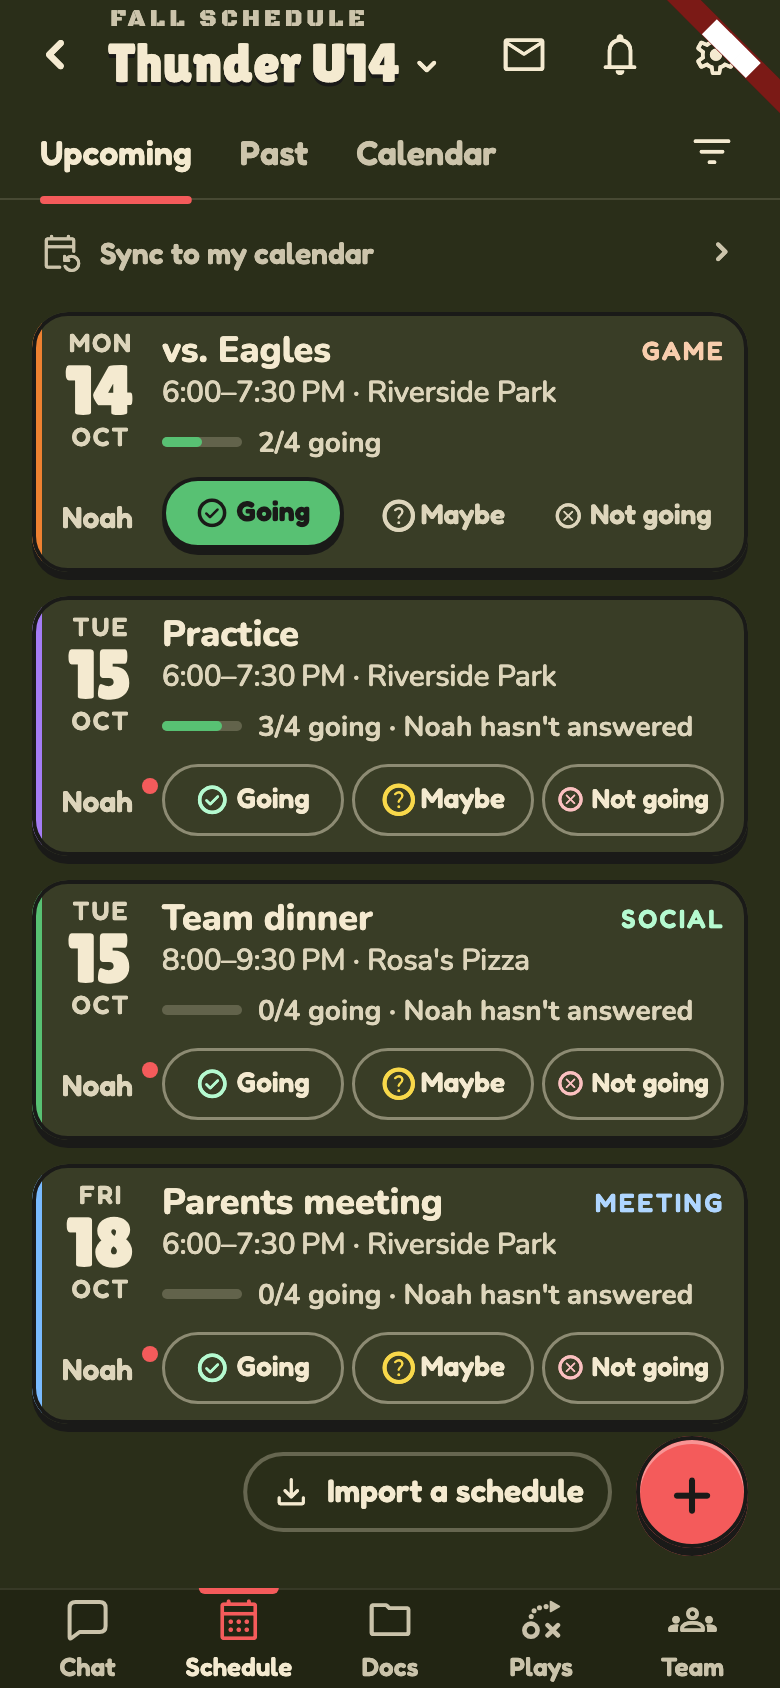 FALL SCHEDULE
Thunder U14
Upcoming Past Calendar
Sync to my calendar
MON
14
OCT
vs. Eagles
GAME
6:00–7:30 PM · Riverside Park
2/4 going
Noah
Going
Maybe
Not going
TUE
15
OCT
Practice
6:00–7:30 PM · Riverside Park
3/4 going · Noah hasn't answered
Noah
Going
Maybe
Not going
TUE
15
OCT
Team dinner
SOCIAL
8:00–9:30 PM · Rosa's Pizza
0/4 going · Noah hasn't answered
Noah
Going
Maybe
Not going
FRI
18
OCT
Parents meeting
MEETING
6:00–7:30 PM · Riverside Park
0/4 going · Noah hasn't answered
Noah
Going
Maybe
Not going
Import a schedule
Chat
Schedule
Docs
Plays
Team